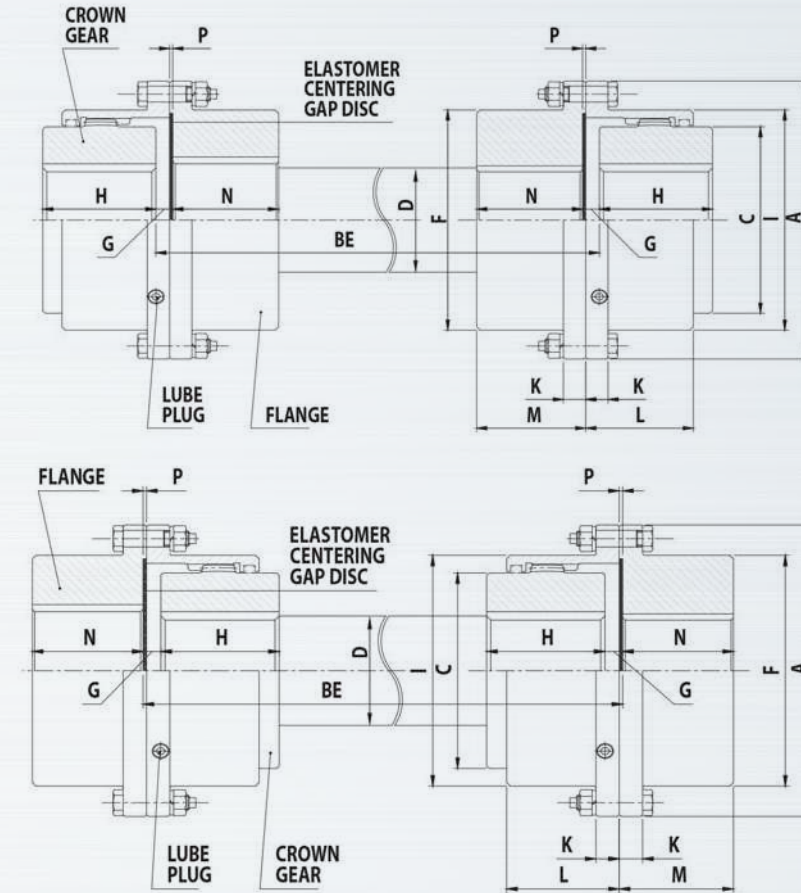 CROWN
GEAR
P
P
ELASTOMER
CENTERING
GAP DISC
H
N
D
F
N
H
C
I
A
G
BE
G
LUBE
PLUG
FLANGE
K
K
M
L
FLANGE
P
P
ELASTOMER
CENTERING
GAP DISC
N
H
D
I
C
H
N
F
A
G
BE
G
LUBE
PLUG
CROWN
GEAR
K
K
L
M